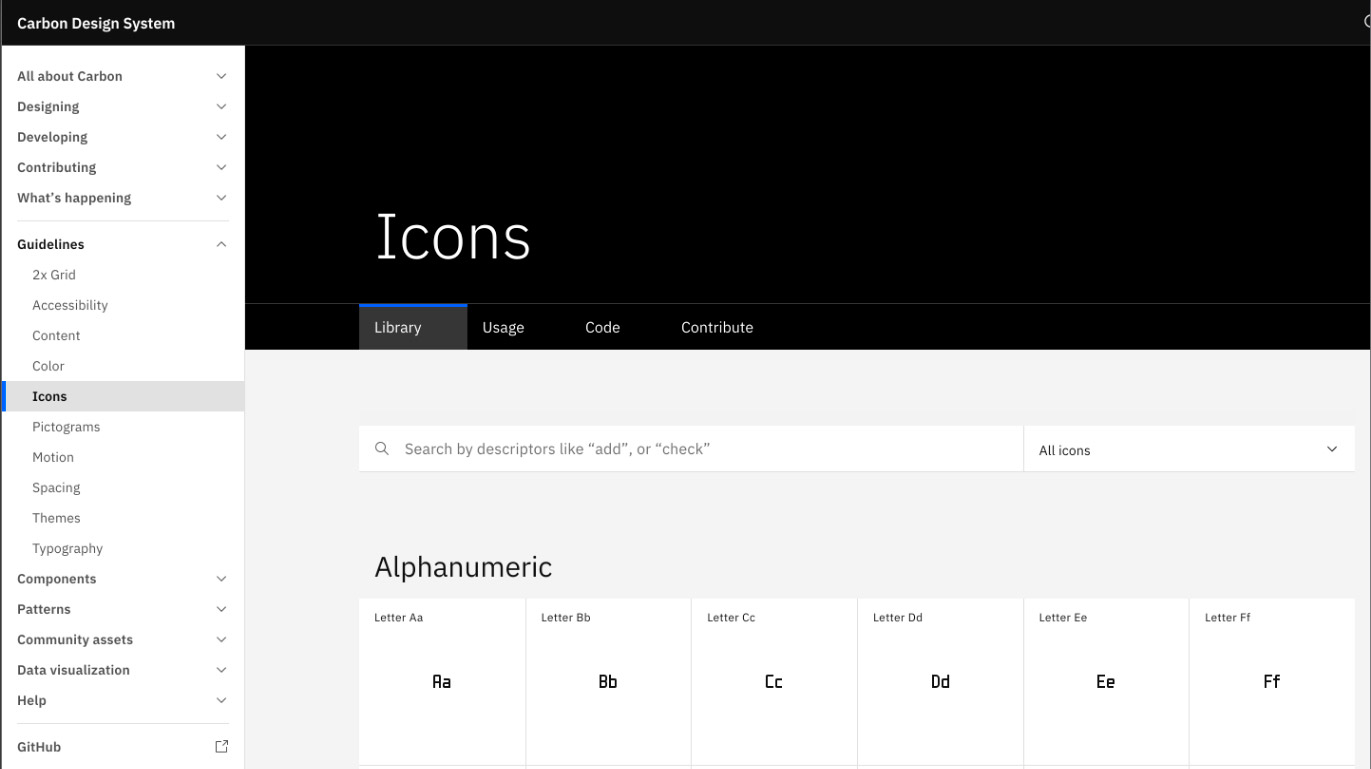 Carbon Design System
All about Carbon
Designing
Developing
Contributing
What’s happening
Guidelines
2x Grid
Accessibility
Content
Color
Icons
Pictograms
Motion
Spacing
Themes
Typography
Components
Patterns
Community assets
Data visualization
Help
GitHub
Icons
Library Usage Code Contribute
Search by descriptors like “add”, or “check” All icons
Alphanumeric
Letter Aa Letter Bb Letter Cc Letter Dd Letter Ee Letter Ff
Aa Bb Cc Dd Ee Ff